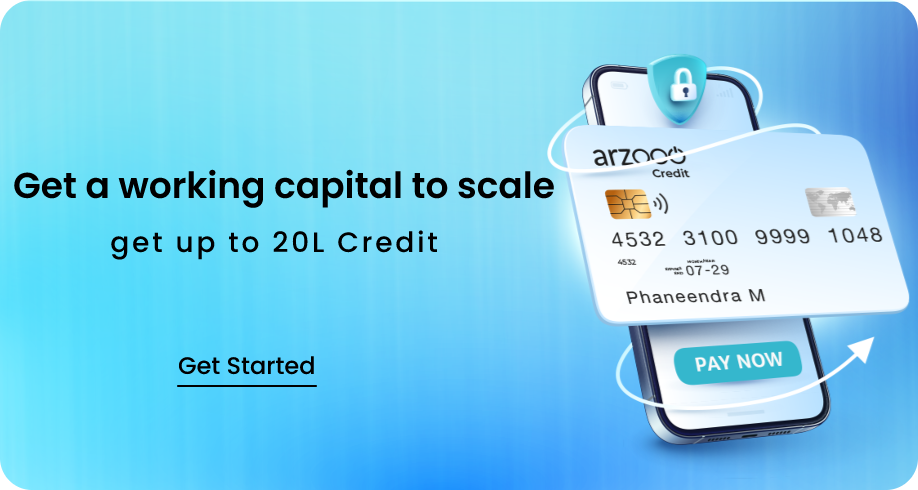 Get a working capital to scale
get up to 20L Credit
Get Started
arzooo
Credit
4532 3100 9999 1048
4532
07-29
Phaneendra M
PAY NOW